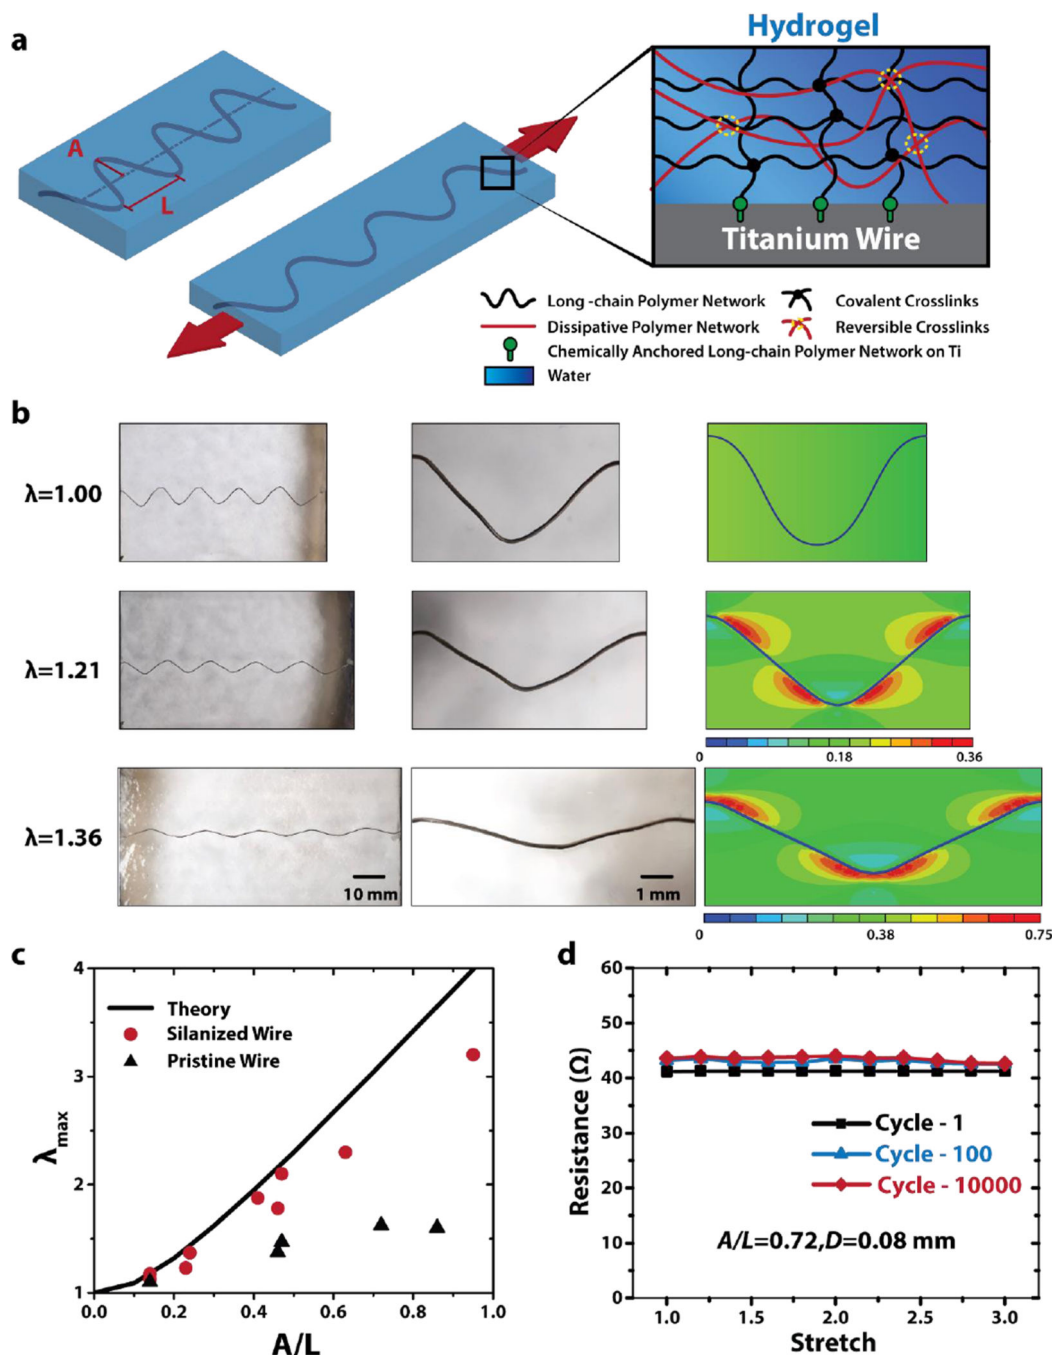 a
Hydrogel
A
L
Titanium Wire
Long -chain Polymer Network
Covalent Crosslinks
Dissipative Polymer Network
Reversible Crosslinks
Chemically Anchored Long-chain Polymer Network on Ti
Water
b
λ=1.00
λ=1.21
0 0.18 0.36
λ=1.36
10 mm
1 mm
0 0.38 0.75
c
4
3
2
1
λmax
Theory
Silanized Wire
Pristine Wire
0.0 0.2 0.4 0.6 0.8 1.0
A/L
d
60
50
40
30
20
10
0
Resistance (Ω)
Cycle - 1
Cycle - 100
Cycle - 10000
A/L=0.72,D=0.08 mm
1.0 1.5 2.0 2.5 3.0
Stretch